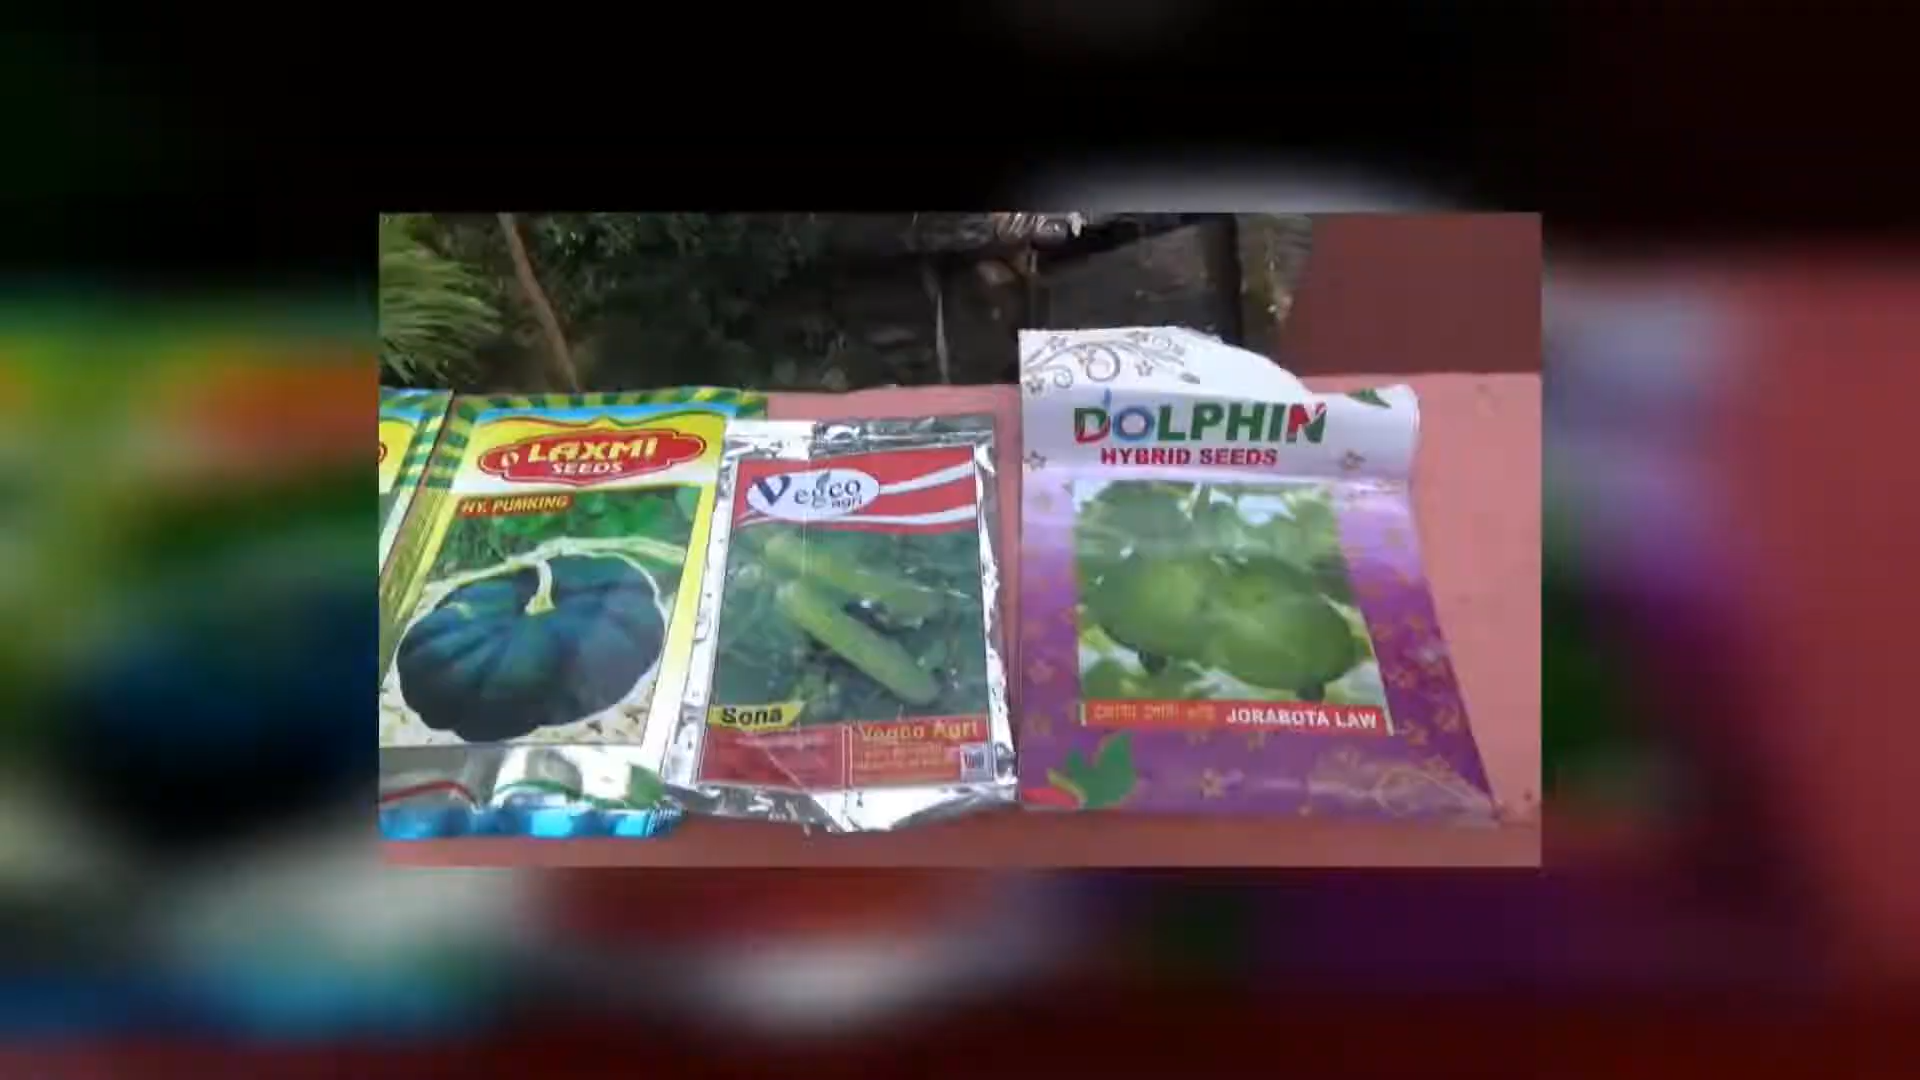 LAXMI
SEEDS
HY. PUMKING
Vegco
agri
Sona
Vegco Agri
DOLPHIN
HYBRID SEEDS
JORABOTA LAW